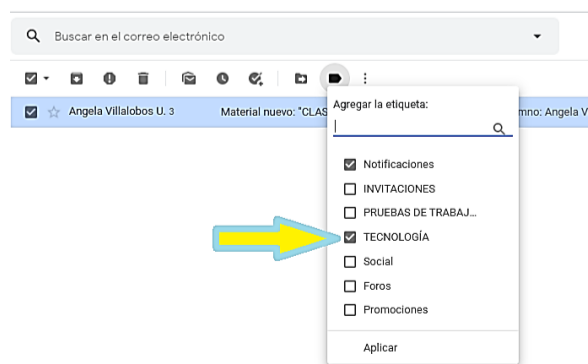 Buscar en el correo electrónico
Angela Villalobos U. 3 Material nuevo: "CLAS mno: Angela V
Agregar la etiqueta:
Notificaciones
INVITACIONES
PRUEBAS DE TRABAJ...
TECNOLOGÍA
Social
Foros
Promociones
Aplicar